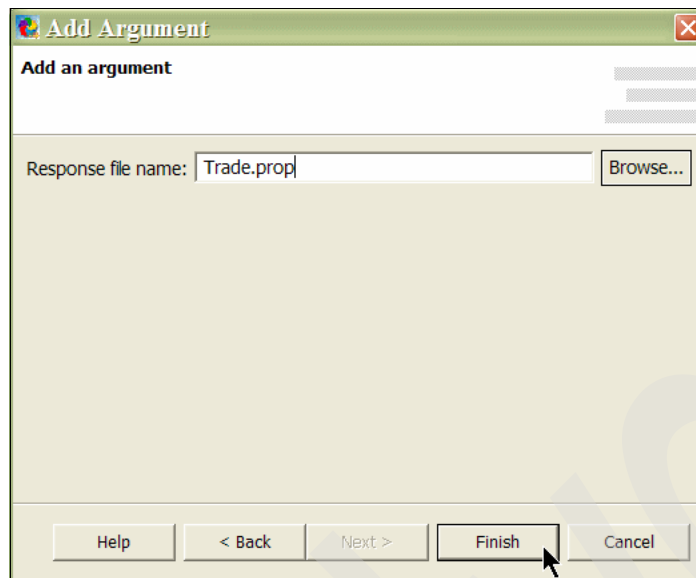 Add Argument
Add an argument
Response file name: Trade.prop Browse...
Help < Back Next > Finish Cancel